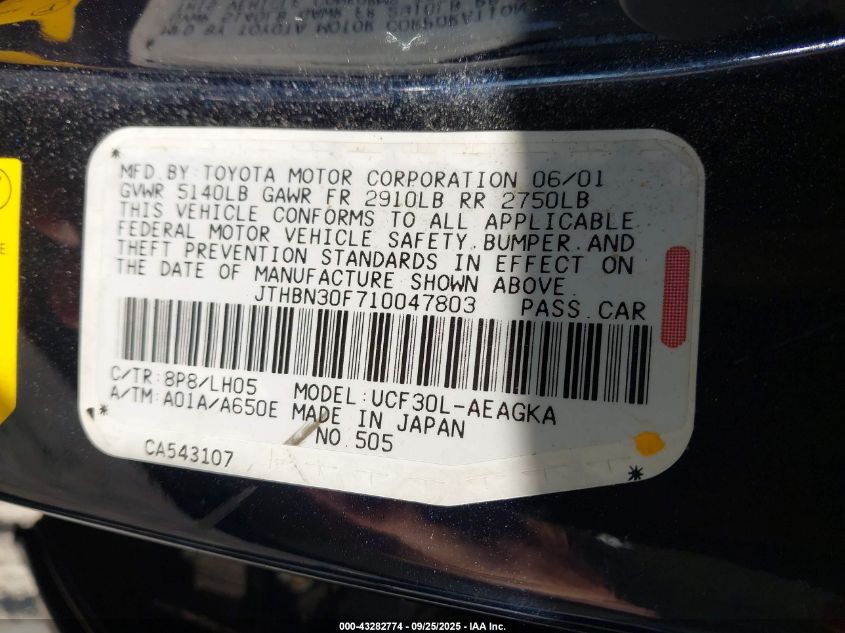 MFD.BY:TOYOTA MOTOR CORPORATION 06/01
GVWR 5140LB GAWR FR 2910LB RR 2750LB
THIS VEHICLE CONFORMS TO ALL APPLICABLE
FEDERAL MOTOR VEHICLE SAFETY,BUMPER,AND
THEFT PREVENTION STANDARDS IN EFFECT ON
THE DATE OF MANUFACTURE SHOWN ABOVE.
JTHBN30F710047803 PASS.CAR
C/TR:8P8/LH05 MODEL:UCF30L-AEAGKA
A/TM:A01A/A650E MADE IN JAPAN
NO.505
CA543107
000-43282774 - 09/25/2025 - IAA Inc.